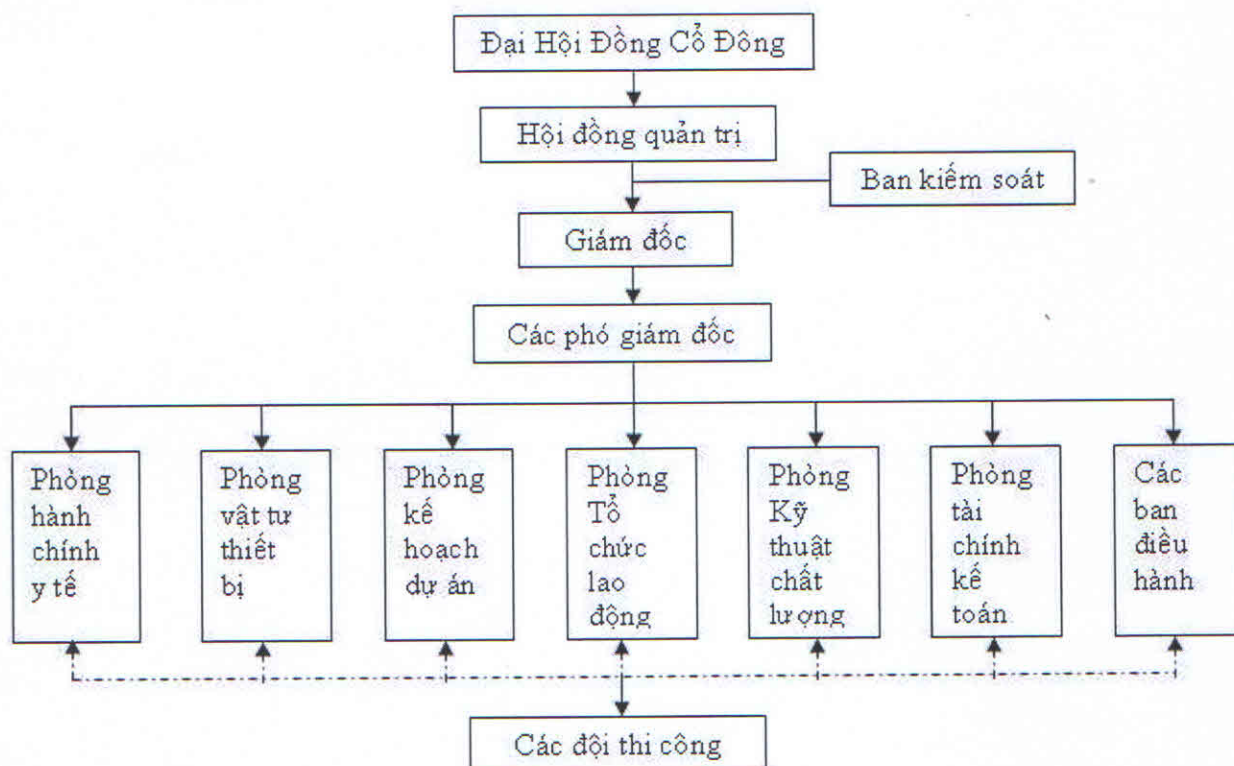 Đại Hội Đồng Cổ Đông
Hội đồng quản trị
Ban kiểm soát
Giám đốc
Các phó giám đốc
Phòng
hành
chính
y tế
Phòng
vật tư
thiết
bị
Phòng
kế
hoạch
dự án
Phòng
Tổ
chức
lao
động
Phòng
Kỹ
thuật
chất
lượng
Phòng
tài
chính
kế
toán
Các
ban
điều
hành
Các đội thi công